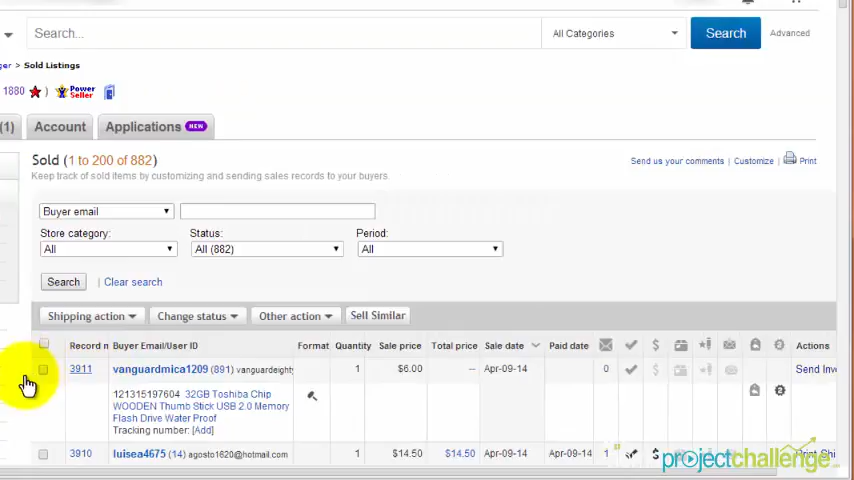 Search...
All Categories
Search
Advanced
ger > Sold Listings
1880 )
Power Seller
(1)
Account
Applications NEW
Sold (1 to 200 of 882)
Send us your comments | Customize | Print
Keep track of sold items by customizing and sending sales records to your buyers.
Buyer email
Store category:
Status:
Period:
All
All (882)
All
Search
| Clear search
Shipping action
Change status
Other action
Sell Similar
Record n
Buyer Email/User ID
Format
Quantity
Sale price
Total price
Sale date
Paid date
$
Actions
3911
vanguardmica1209 (891) vanguardeighty
1
$6.00
--
Apr-09-14
0
$
Send Inv
121315197604 32GB Toshiba Chip
WOODEN Thumb Stick USB 2.0 Memory
Flash Drive Water Proof
Tracking number: [Add]
3910
luisea4675 (14) agosto1620@hotmail.com
1
$14.50
$14.50
Apr-09-14
Apr-09-14
1
$
projectchallenge